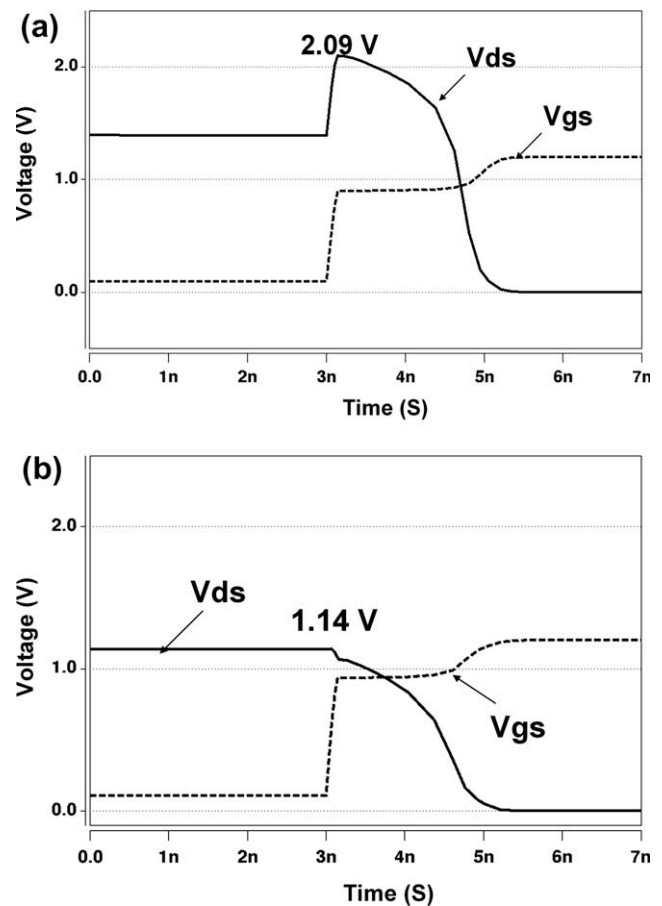 (a)
2.09 V
Vds
Vgs
2.0
1.0
0.0
Voltage (V)
0.0 1n 2n 3n 4n 5n 6n 7n
Time (S)
(b)
Vds
1.14 V
Vgs
2.0
1.0
0.0
Voltage (V)
0.0 1n 2n 3n 4n 5n 6n 7n
Time (S)